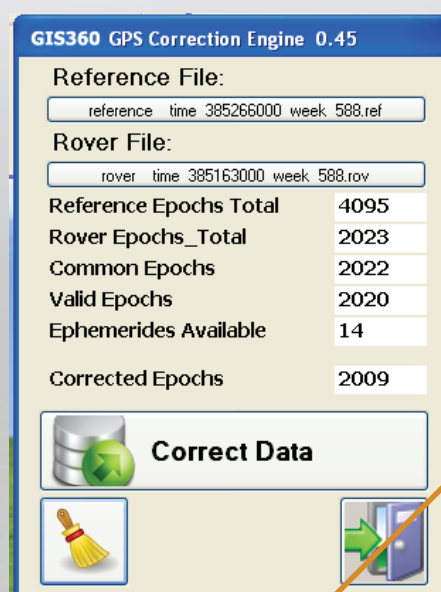 GIS360 GPS Correction Engine 0.45
Reference File:
reference time 385266000 week 588.ref
Rover File:
rover time 385163000 week 588.rov
Reference Epochs Total 4095
Rover Epochs_Total 2023
Common Epochs 2022
Valid Epochs 2020
Ephemerides Available 14
Corrected Epochs 2009
Correct Data